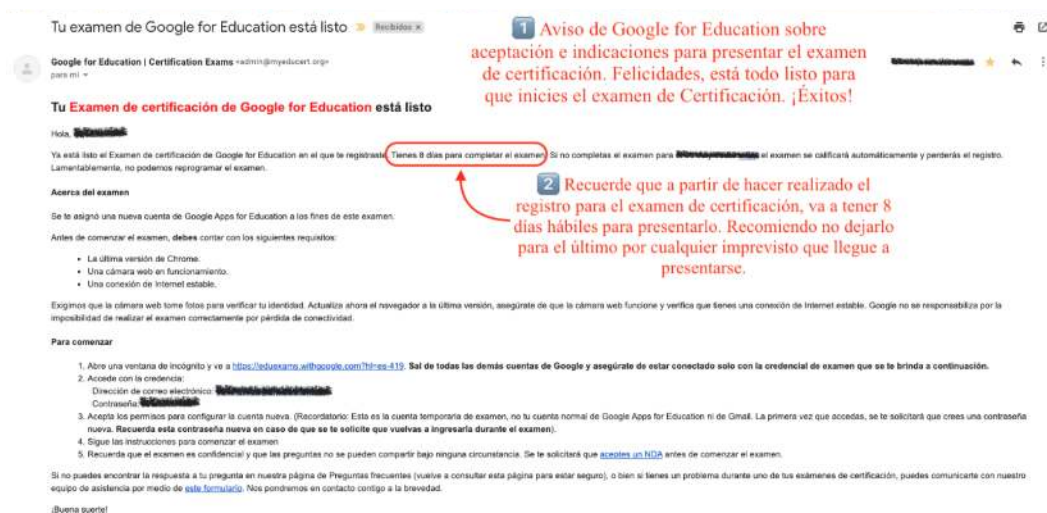 Tu examen de Google for Education está listo
Recibidos x
1 Aviso de Google for Education sobre
aceptación e indicaciones para presentar el examen
de certificación. Felicidades, está todo listo para
que inicies el examen de Certificación. ¡Éxitos!
Google for Education | Certification Exams <admin@myeducert.org>
para mí
Tu Examen de certificación de Google for Education está listo
Hola,
Ya está listo el Examen de certificación de Google for Education en el que te registraste. Tienes 8 días para completar el examen. Si no completas el examen para el examen se calificará automáticamente y perderás el registro.
Lamentablemente, no podemos reprogramar el examen.
2 Recuerde que a partir de hacer realizado el
registro para el examen de certificación, va a tener 8
días hábiles para presentarlo. Recomiendo no dejarlo
para el último por cualquier imprevisto que llegue a
presentarse.
Acerca del examen
Se te asignó una nueva cuenta de Google Apps for Education a los fines de este examen.
Antes de comenzar el examen, debes contar con los siguientes requisitos:
• La última versión de Chrome.
• Una cámara web en funcionamiento.
• Una conexión de Internet estable.
Exigimos que la cámara web tome fotos para verificar tu identidad. Actualiza ahora el navegador a la última versión, asegúrate de que la cámara web funcione y verifica que tienes una conexión de Internet estable. Google no se responsabiliza por la
imposibilidad de realizar el examen correctamente por pérdida de conectividad.
Para comenzar
1. Abre una ventana de incógnito y ve a https://eduexams.withgoogle.com?hl=es-419. Sal de todas las demás cuentas de Google y asegúrate de estar conectado solo con la credencial de examen que se te brinda a continuación.
2. Accede con la credencial:
Dirección de correo electrónico:
Contraseña:
3. Acepta los permisos para configurar la cuenta nueva. (Recordatorio: Esta es la cuenta temporaria de examen, no tu cuenta normal de Google Apps for Education ni de Gmail. La primera vez que accedas, se te solicitará que crees una contraseña
nueva. Recuerda esta contraseña nueva en caso de que se te solicite que vuelvas a ingresarla durante el examen).
4. Sigue las instrucciones para comenzar el examen
5. Recuerda que el examen es confidencial y que las preguntas no se pueden compartir bajo ninguna circunstancia. Se te solicitará que aceptes un NDA antes de comenzar el examen.
Si no puedes encontrar la respuesta a tu pregunta en nuestra página de Preguntas frecuentes (vuelve a consultar esta página para estar seguro), o bien si tienes un problema durante uno de tus exámenes de certificación, puedes comunicarte con nuestro
equipo de asistencia por medio de este formulario. Nos pondremos en contacto contigo a la brevedad.
¡Buena suerte!